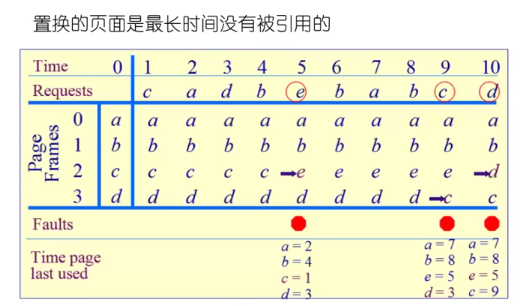 置换的页面是最长时间没有被引用的
Time 0 1 2 3 4 5 6 7 8 9 10
Requests c a d b e b a b c d
Page Frames
0 a a a a a a a a a a a
1 b b b b b b b b b b b
2 c c c c c e e e e e d
3 d d d d d d d d d c c
Faults
Time page last used
a = 2 a = 7 a = 7
b = 4 b = 8 b = 8
c = 1 e = 5 e = 5
d = 3 d = 3 c = 9